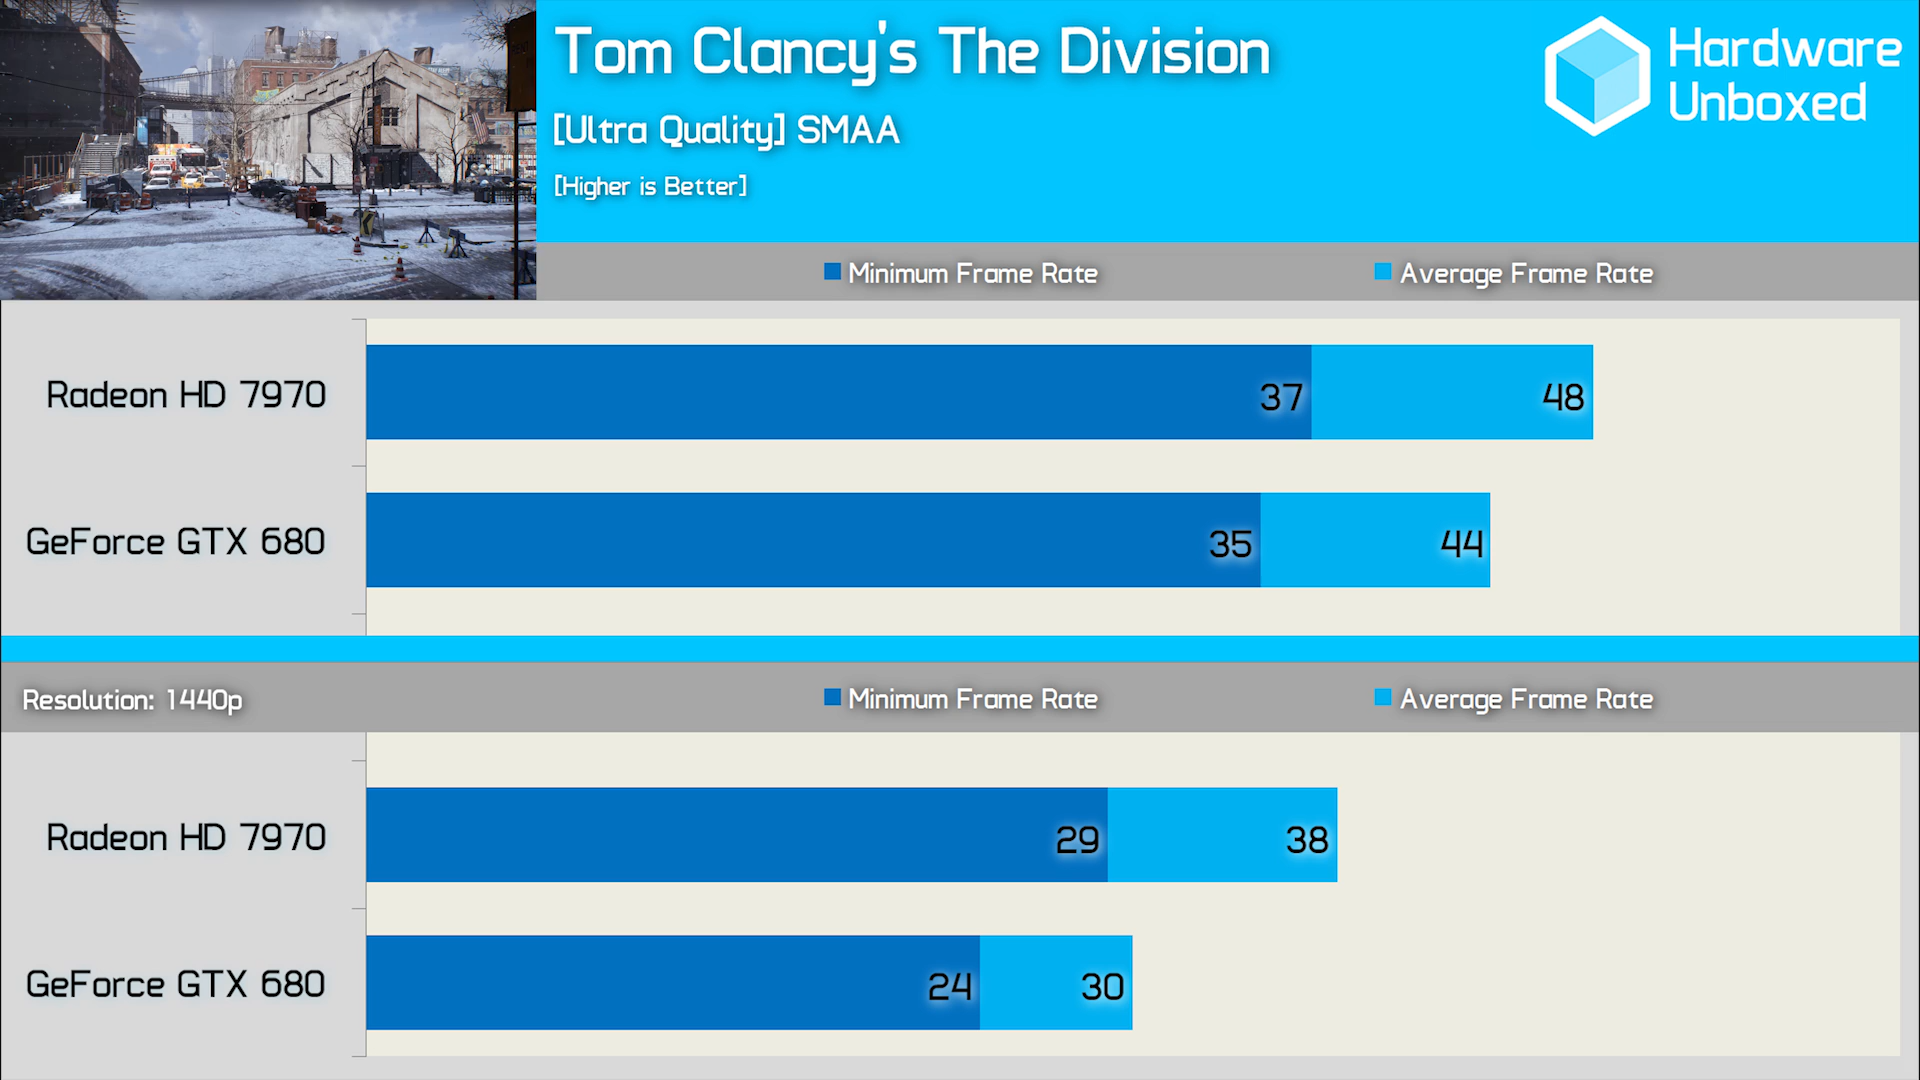 Tom Clancy's The Division
Hardware
Unboxed
[Ultra Quality] SMAA
[Higher is Better]
Minimum Frame Rate
Average Frame Rate
Radeon HD 7970
37
48
GeForce GTX 680
35
44
Resolution: 1440p
Minimum Frame Rate
Average Frame Rate
Radeon HD 7970
29
38
GeForce GTX 680
24
30